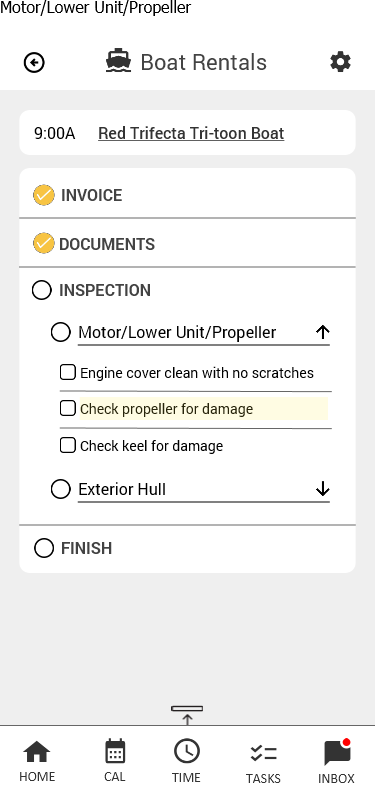 Motor/Lower Unit/Propeller
Boat Rentals
9:00A Red Trifecta Tri-toon Boat
INVOICE
DOCUMENTS
INSPECTION
Motor/Lower Unit/Propeller
Engine cover clean with no scratches
Check propeller for damage
Check keel for damage
Exterior Hull
FINISH
HOME CAL TIME TASKS INBOX